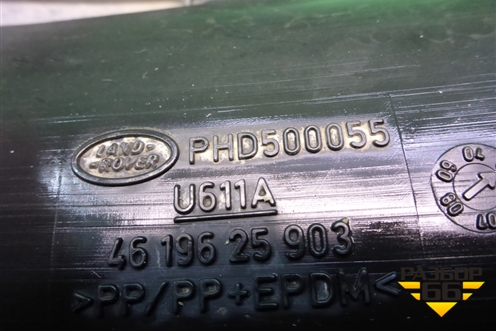 LAND-
-ROVER
PHD500055
U611A
46 196 25 903
>PP/PP+EPDM<
РАЗБОР
66